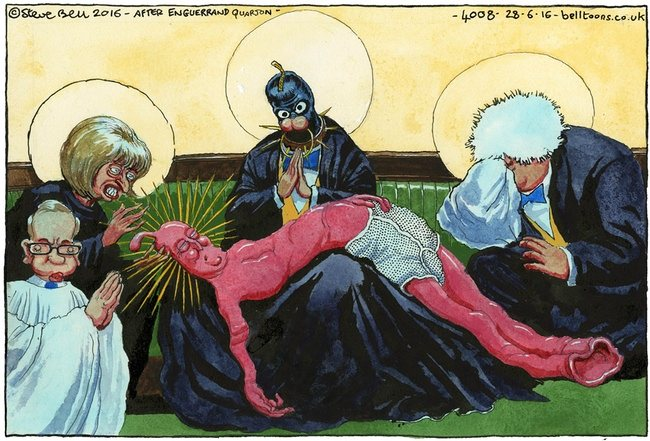 ©Steve Bell 2016 - AFTER ENGUERRAND QUARTON - - 4008 - 28-6-16 - belltoons.co.uk